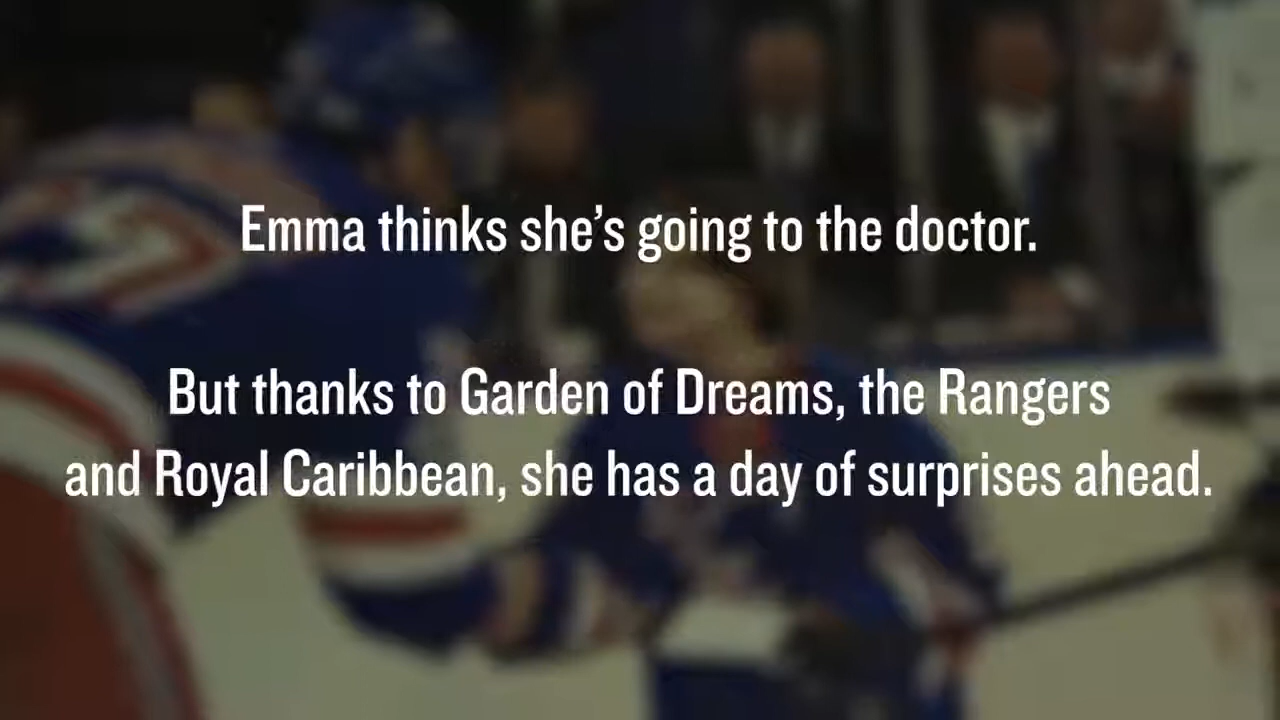 Emma thinks she’s going to the doctor.
But thanks to Garden of Dreams, the Rangers
and Royal Caribbean, she has a day of surprises ahead.